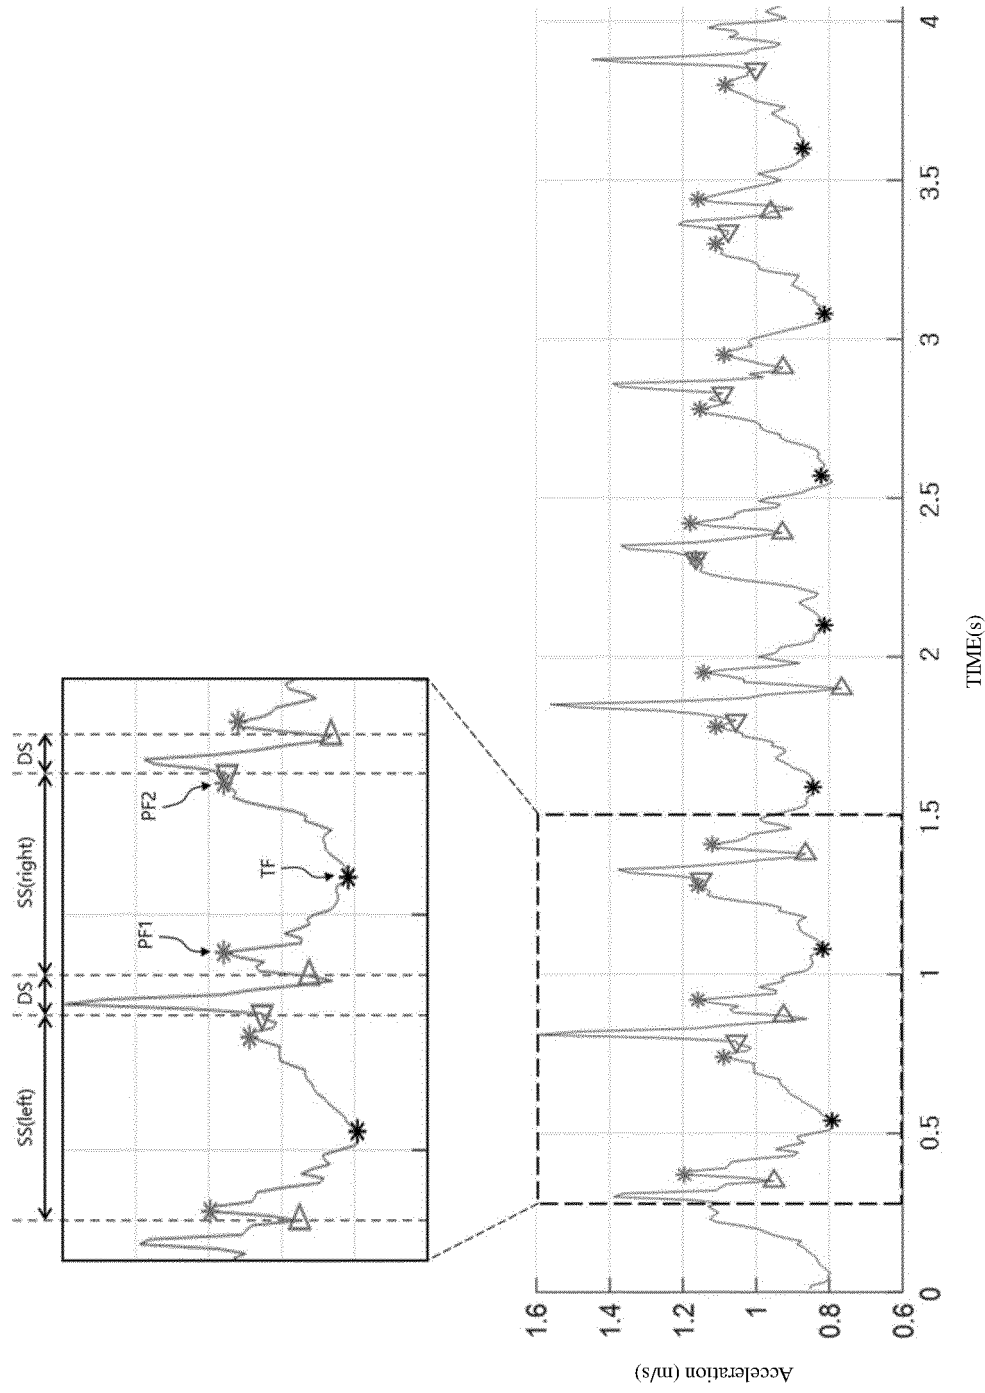 SS(left)
DS
SS(right)
DS
PF1
TF
PF2
1.6
1.4
1.2
1
0.8
0.6
Acceleration (m/s)
0
0.5
1
1.5
2
2.5
3
3.5
4
TIME(s)